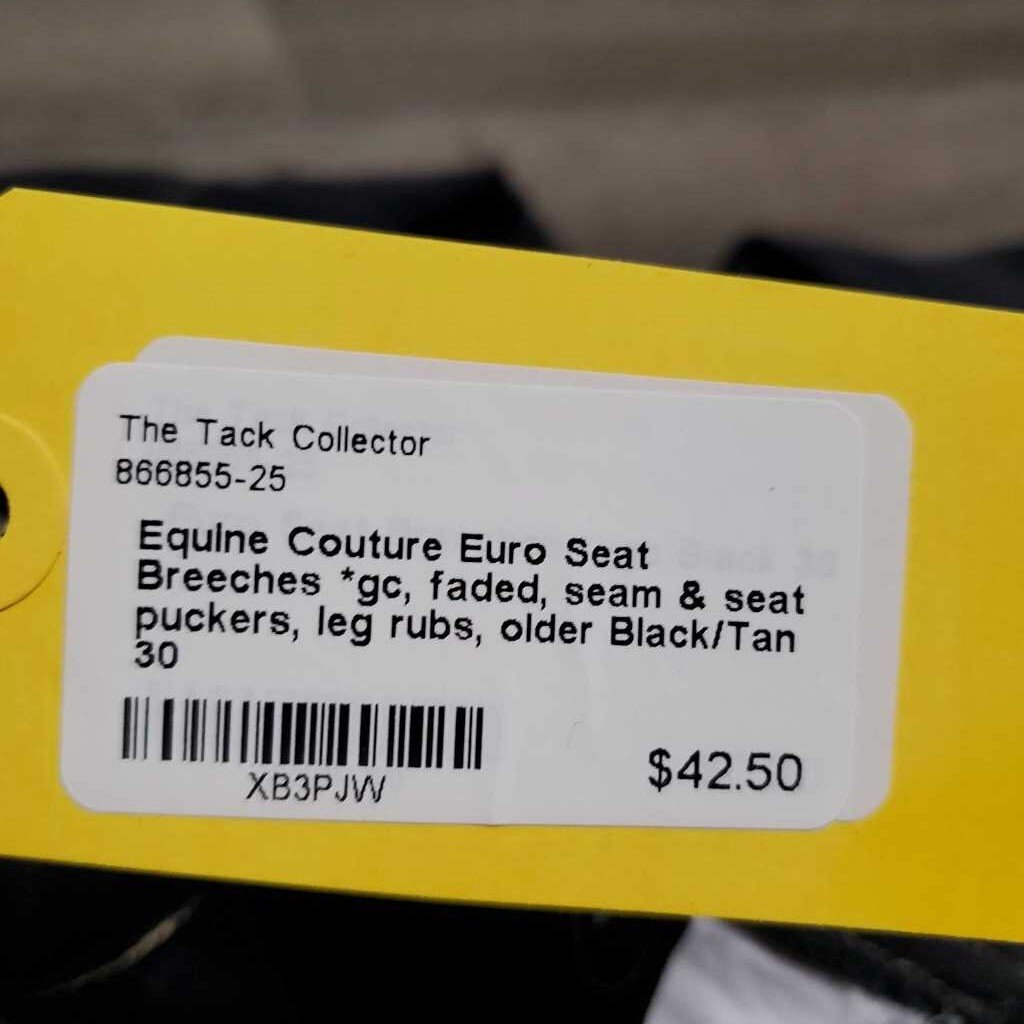 The Tack Collector
866855-25
Equine Couture Euro Seat
Breeches *gc, faded, seam & seat
puckers, leg rubs, older Black/Tan
30
XB3PJW
$42.50